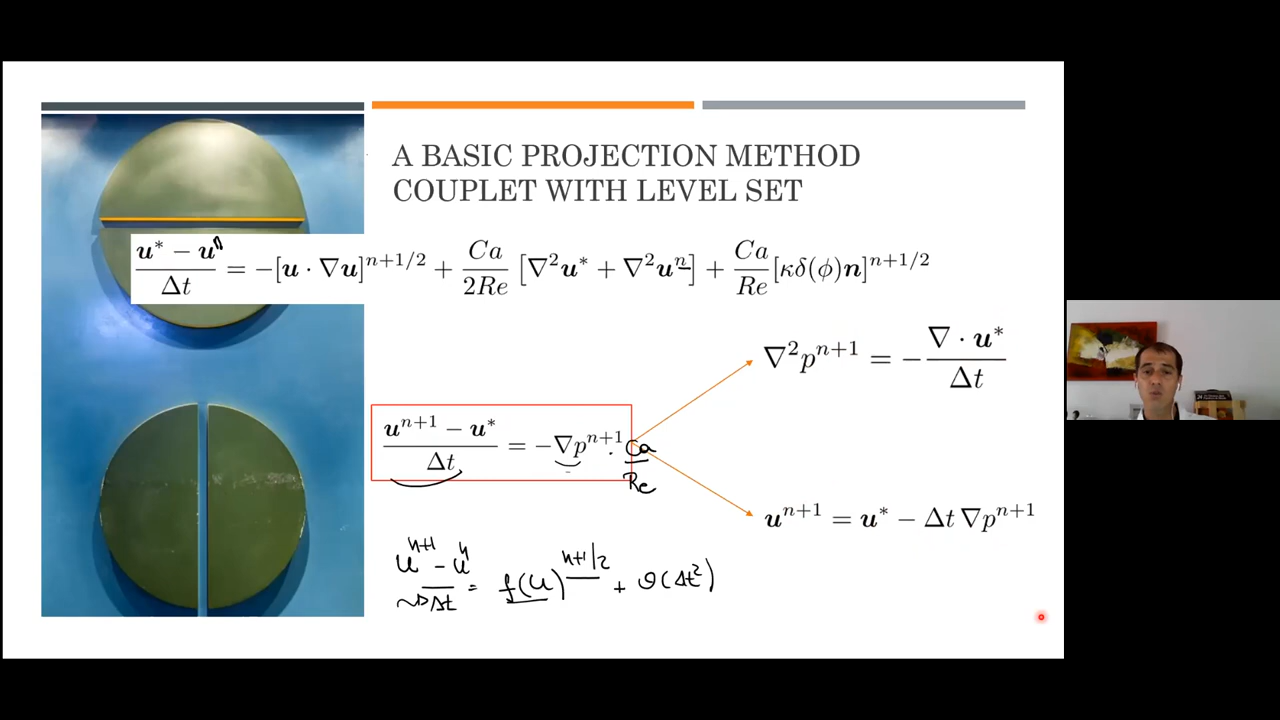 A BASIC PROJECTION METHOD
COUPLET WITH LEVEL SET
(u* − uⁿ)/Δt = −[u · ∇u]^{n+1/2} + Ca/2Re [∇²u* + ∇²uⁿ] + Ca/Re [κδ(ϕ)n]^{n+1/2}
∇²p^{n+1} = −(∇ · u*)/Δt
(u^{n+1} − u*)/Δt = −∇p^{n+1} · Ca/Re
u^{n+1} = u* − Δt ∇p^{n+1}
(u^{n+1} − uⁿ)/Δt = f(u)^{n+1/2} + O(Δt²)